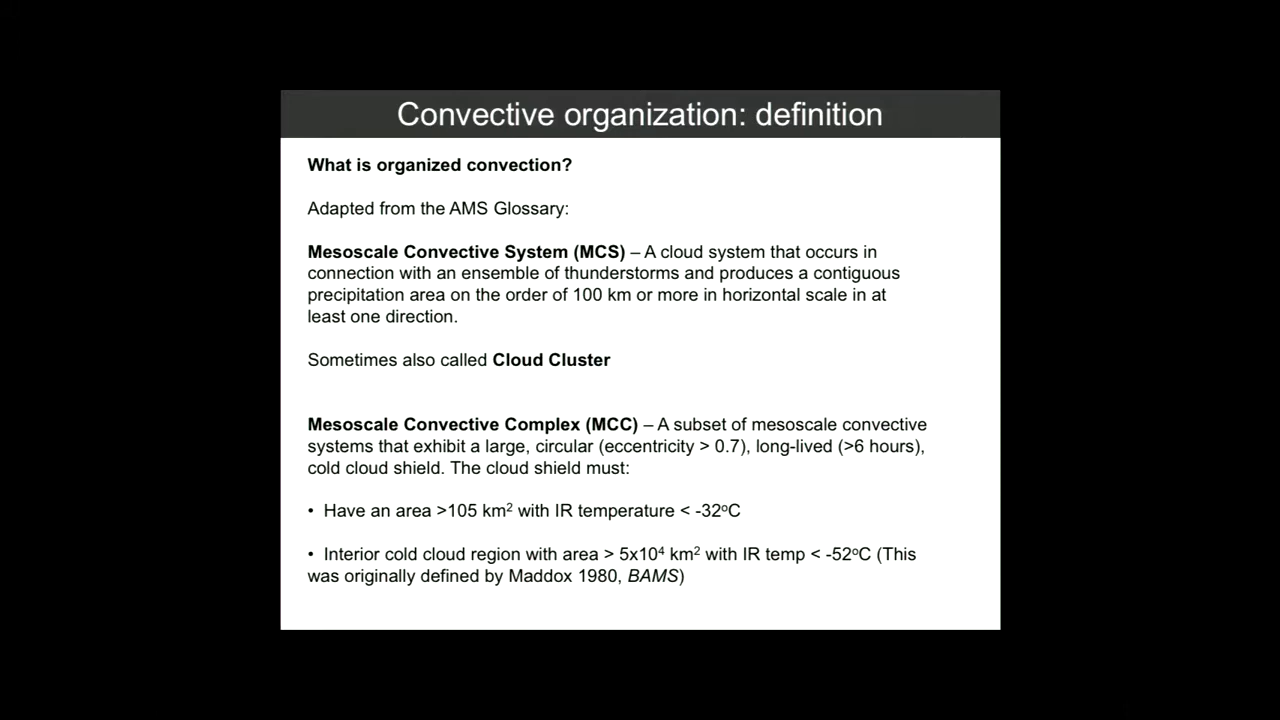 Convective organization: definition
What is organized convection?
Adapted from the AMS Glossary:
Mesoscale Convective System (MCS) – A cloud system that occurs in
connection with an ensemble of thunderstorms and produces a contiguous
precipitation area on the order of 100 km or more in horizontal scale in at
least one direction.
Sometimes also called Cloud Cluster
Mesoscale Convective Complex (MCC) – A subset of mesoscale convective
systems that exhibit a large, circular (eccentricity > 0.7), long-lived (>6 hours),
cold cloud shield. The cloud shield must:
• Have an area >105 km² with IR temperature < -32ºC
• Interior cold cloud region with area > 5x10⁴ km² with IR temp < -52ºC (This
was originally defined by Maddox 1980, BAMS)